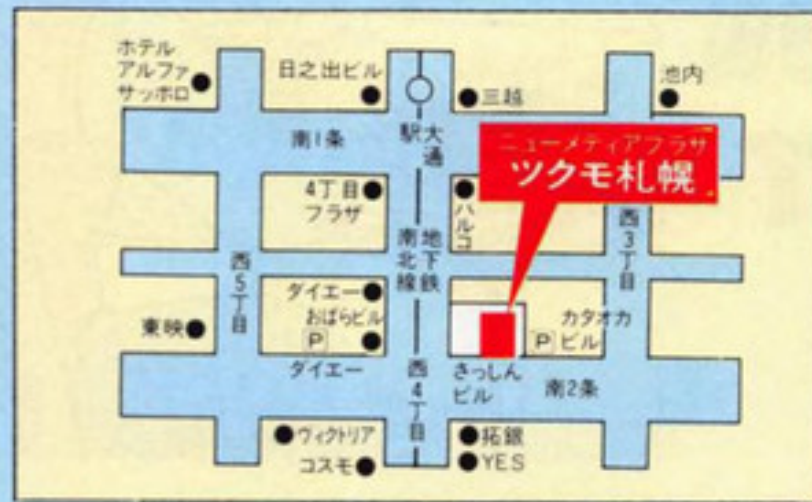 ホテル
アルファ
サッポロ
日之出ビル
三越
池内
南1条
大通
駅
ニューメディアプラザ
ツクモ札幌
4丁目
プラザ
パルコ
西3丁目
地下鉄
南北線
西5丁目
ダイエー
おばらビル
P
東映
ダイエー
西4丁目
さっしん
ビル
P
カタオカ
ビル
南2条
ヴィクトリア
コスモ
拓銀
YES